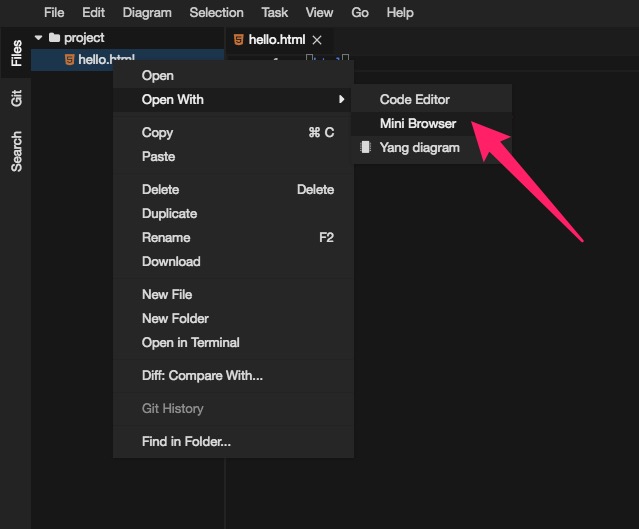 File Edit Diagram Selection Task View Go Help
Files
Git
Search
project
hello.html
hello.html
Open
Open With
Copy ⌘ C
Paste
Delete Delete
Duplicate
Rename F2
Download
New File
New Folder
Open in Terminal
Diff: Compare With...
Git History
Find in Folder...
Code Editor
Mini Browser
Yang diagram